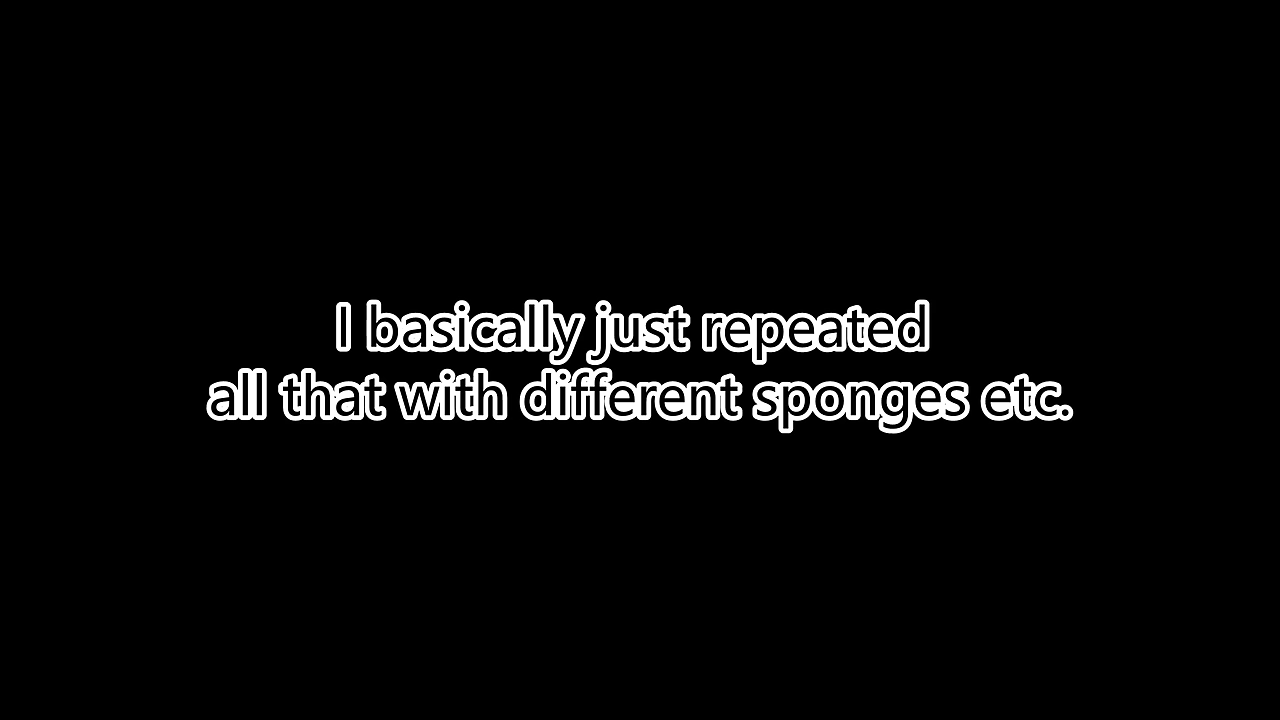 I basically just repeated
all that with different sponges etc.